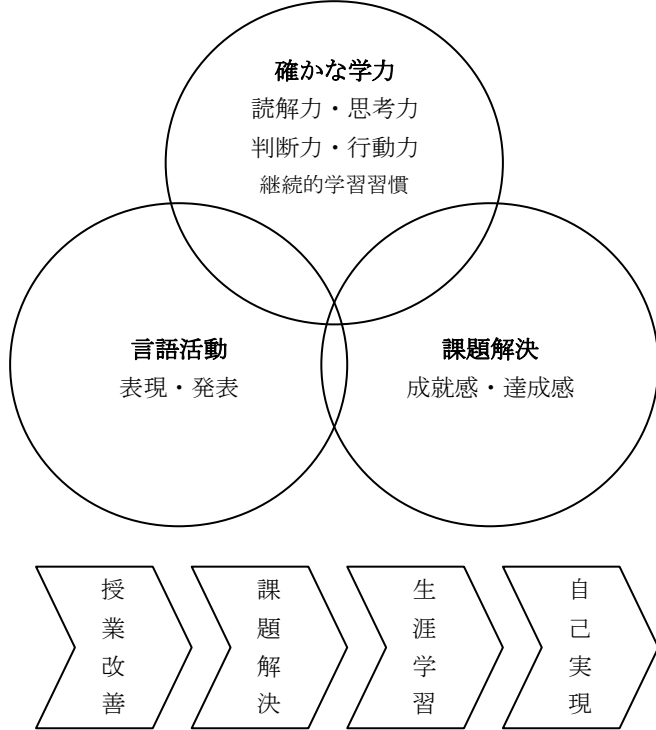 確かな学力
読解力・思考力
判断力・行動力
継続的学習習慣
言語活動
表現・発表
課題解決
成就感・達成感
授業改善
課題解決
生涯学習
自己実現